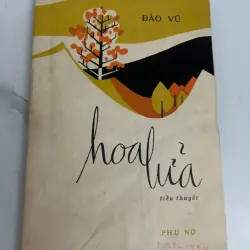 ĐÀO VŨ
hoa lửa
tiểu thuyết
PHỤ NỮ